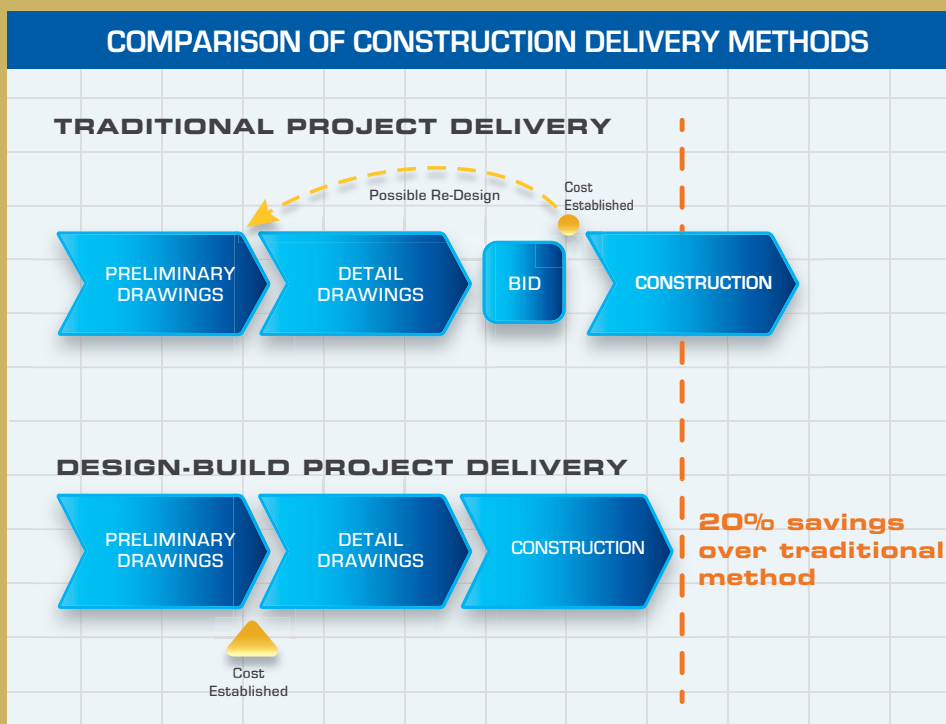 COMPARISON OF CONSTRUCTION DELIVERY METHODS
TRADITIONAL PROJECT DELIVERY
Possible Re-Design
Cost
Established
PRELIMINARY
DRAWINGS
DETAIL
DRAWINGS
BID
CONSTRUCTION
DESIGN-BUILD PROJECT DELIVERY
PRELIMINARY
DRAWINGS
DETAIL
DRAWINGS
CONSTRUCTION
20% savings
over traditional
method
Cost
Established